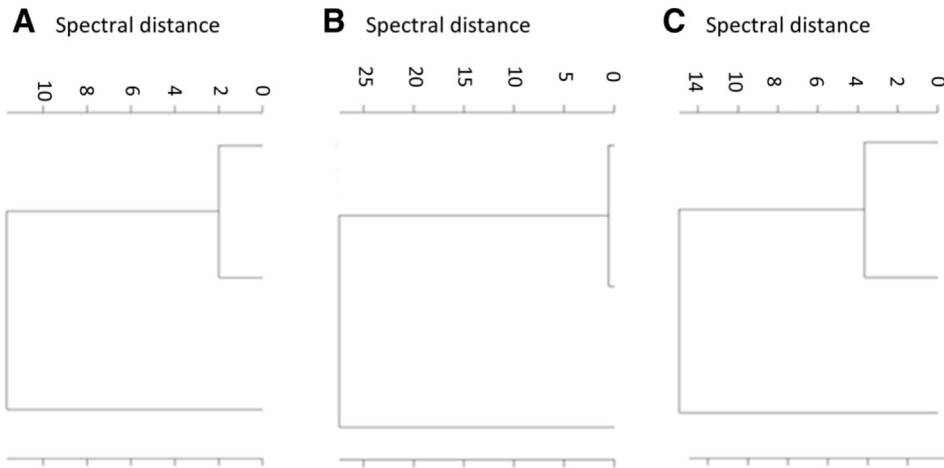 A Spectral distance
10 8 6 4 2 0
B Spectral distance
25 20 15 10 5 0
C Spectral distance
14 10 8 6 4 2 0